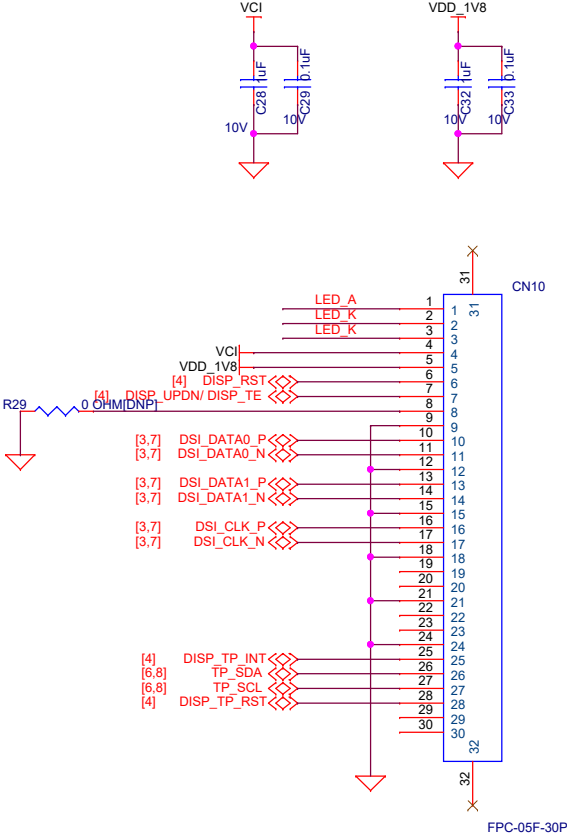 VCI
VDD_1V8
C28 1uF
C29 0.1uF
C32 1uF
C33 0.1uF
10V
10V
10V
10V
31
CN10
31
LED_A 1 1
LED_K 2 2
LED_K 3 3
VCI 4 4
VDD_1V8 5 5
[4] DISP_RST 6 6
[4] DISP_UPDN/ DISP_TE 7 7
R29 0 OHM[DNP] 8 8
9 9
[3,7] DSI_DATA0_P 10 10
[3,7] DSI_DATA0_N 11 11
12 12
[3,7] DSI_DATA1_P 13 13
[3,7] DSI_DATA1_N 14 14
15 15
[3,7] DSI_CLK_P 16 16
[3,7] DSI_CLK_N 17 17
18 18
19 19
20 20
21 21
22 22
23 23
24 24
[4] DISP_TP_INT 25 25
[6,8] TP_SDA 26 26
[6,8] TP_SCL 27 27
[4] DISP_TP_RST 28 28
29 29
30 30
32
32
FPC-05F-30P